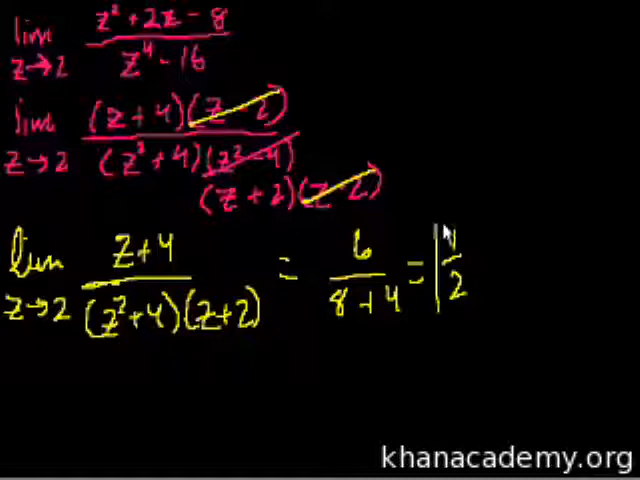 lim z→2 (z² + 2z - 8)/(z⁴ - 16)
lim z→2 (z + 4)(z - 2)/(z² + 4)(z² - 4)
(z + 2)(z - 2)
lim z→2 (z+4)/(z²+4)(z+2) = 6/(8+4) = 1/2
khanacademy.org